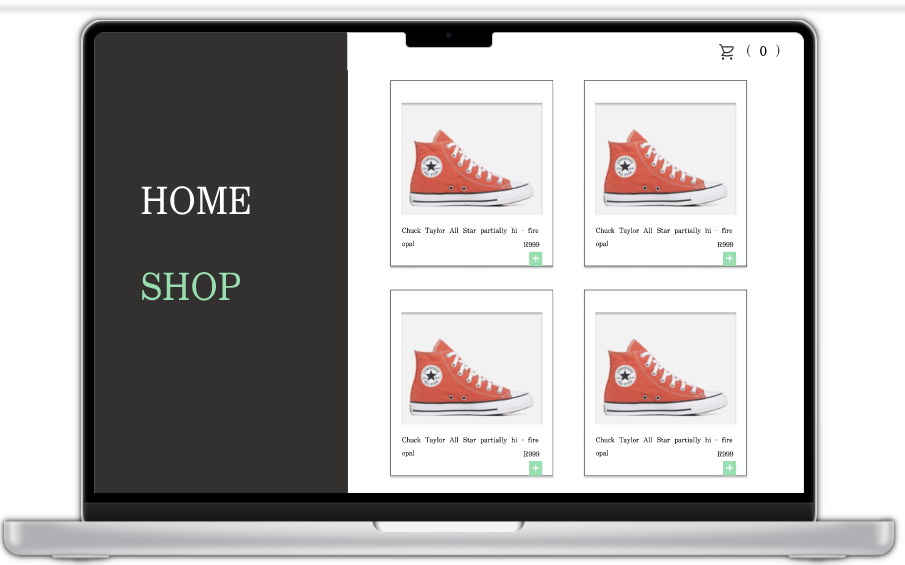 ( 0 )
HOME
SHOP
Chuck Taylor All Star partially hi - fire
opal R999
+
Chuck Taylor All Star partially hi - fire
opal R999
+
Chuck Taylor All Star partially hi - fire
opal R999
+
Chuck Taylor All Star partially hi - fire
opal R999
+